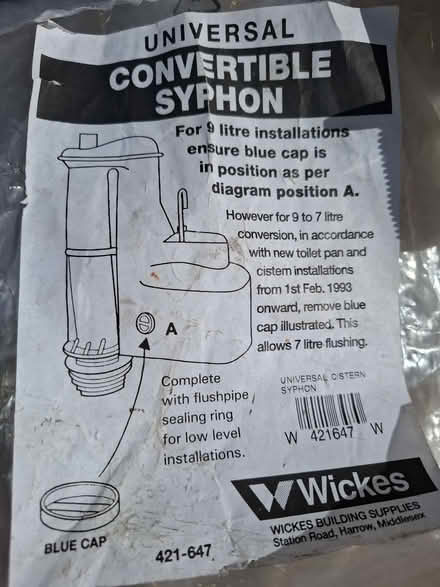 UNIVERSAL
CONVERTIBLE
SYPHON
For 9 litre installations
ensure blue cap is
in position as per
diagram position A.
However for 9 to 7 litre
conversion, in accordance
with new toilet pan and
cistern installations
from 1st Feb. 1993
onward, remove blue
cap illustrated. This
allows 7 litre flushing.
A
Complete
with flushpipe
sealing ring
for low level
installations.
UNIVERSAL CISTERN
SYPHON
W 421647 W
BLUE CAP
421-647
Wickes
WICKES BUILDING SUPPLIES
Station Road, Harrow, Middlesex